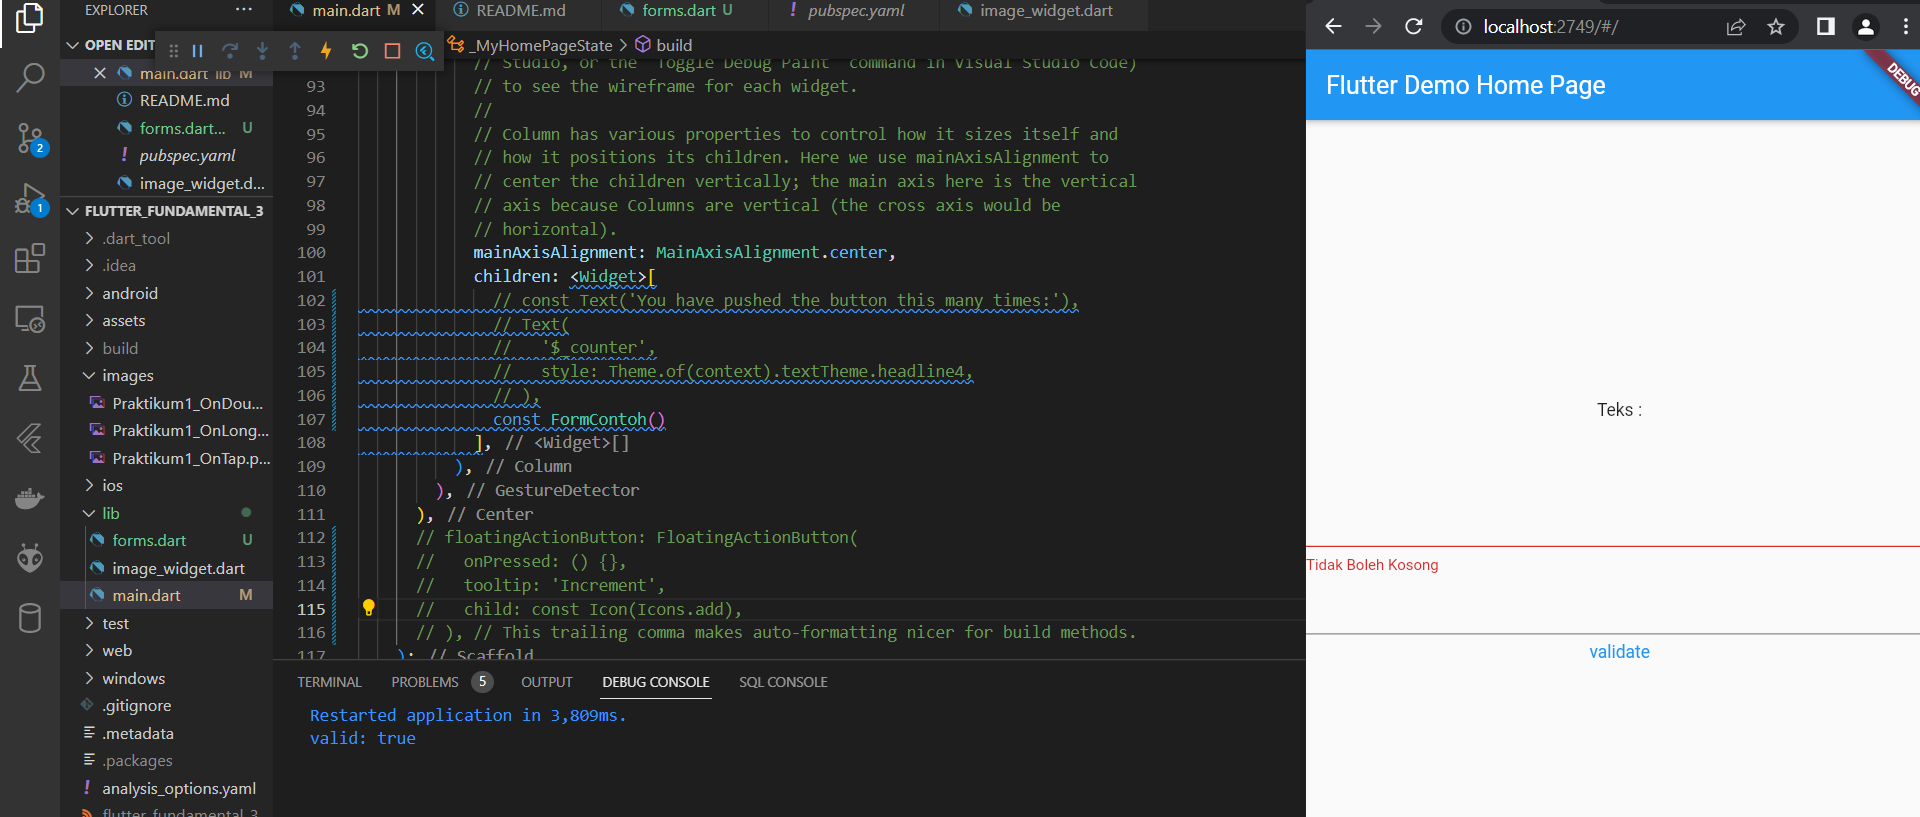 EXPLORER
OPEN EDIT
main.dart lib M
README.md
forms.dart... U
pubspec.yaml
image_widget.d...
FLUTTER_FUNDAMENTAL_3
.dart_tool
.idea
android
assets
build
images
Praktikum1_OnDou...
Praktikum1_OnLong...
Praktikum1_OnTap.p...
ios
lib
forms.dart U
image_widget.dart
main.dart M
test
web
windows
.gitignore
.metadata
.packages
analysis_options.yaml
flutter_fundamental_3
2
1
main.dart M
README.md
forms.dart U
pubspec.yaml
image_widget.dart
_MyHomePageState > build
// Studio, or the "Toggle Debug Paint" command in Visual Studio Code)
93 // to see the wireframe for each widget.
94 //
95 // Column has various properties to control how it sizes itself and
96 // how it positions its children. Here we use mainAxisAlignment to
97 // center the children vertically; the main axis here is the vertical
98 // axis because Columns are vertical (the cross axis would be
99 // horizontal).
100 mainAxisAlignment: MainAxisAlignment.center,
101 children: <Widget>[
102 // const Text('You have pushed the button this many times:'),
103 // Text(
104 //   '$_counter',
105 //   style: Theme.of(context).textTheme.headline4,
106 // ),
107 const FormContoh()
108 ], // <Widget>[]
109 ), // Column
110 ), // GestureDetector
111 ), // Center
112 // floatingActionButton: FloatingActionButton(
113 //   onPressed: () {},
114 //   tooltip: 'Increment',
115 //   child: const Icon(Icons.add),
116 // ), // This trailing comma makes auto-formatting nicer for build methods.
117 ); // Scaffold
TERMINAL PROBLEMS 5 OUTPUT DEBUG CONSOLE SQL CONSOLE
Restarted application in 3,809ms.
valid: true
localhost:2749/#/
Flutter Demo Home Page
DEBUG
Teks :
Tidak Boleh Kosong
validate